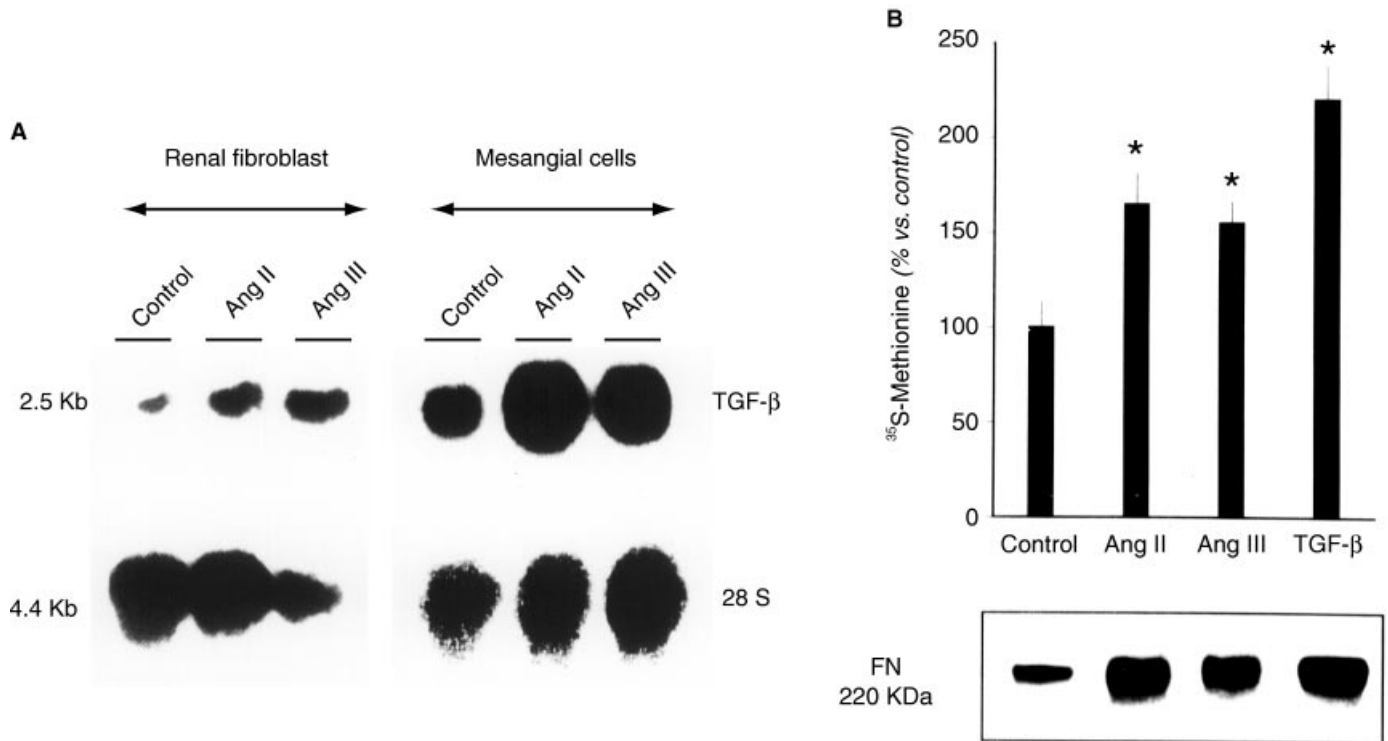 A
Renal fibroblast
Mesangial cells
Control
Ang II
Ang III
Control
Ang II
Ang III
2.5 Kb
TGF-β
4.4 Kb
28 S
B
³⁵S-Methionine (% vs. control)
250
200
150
100
50
0
*
*
*
Control
Ang II
Ang III
TGF-β
FN
220 KDa